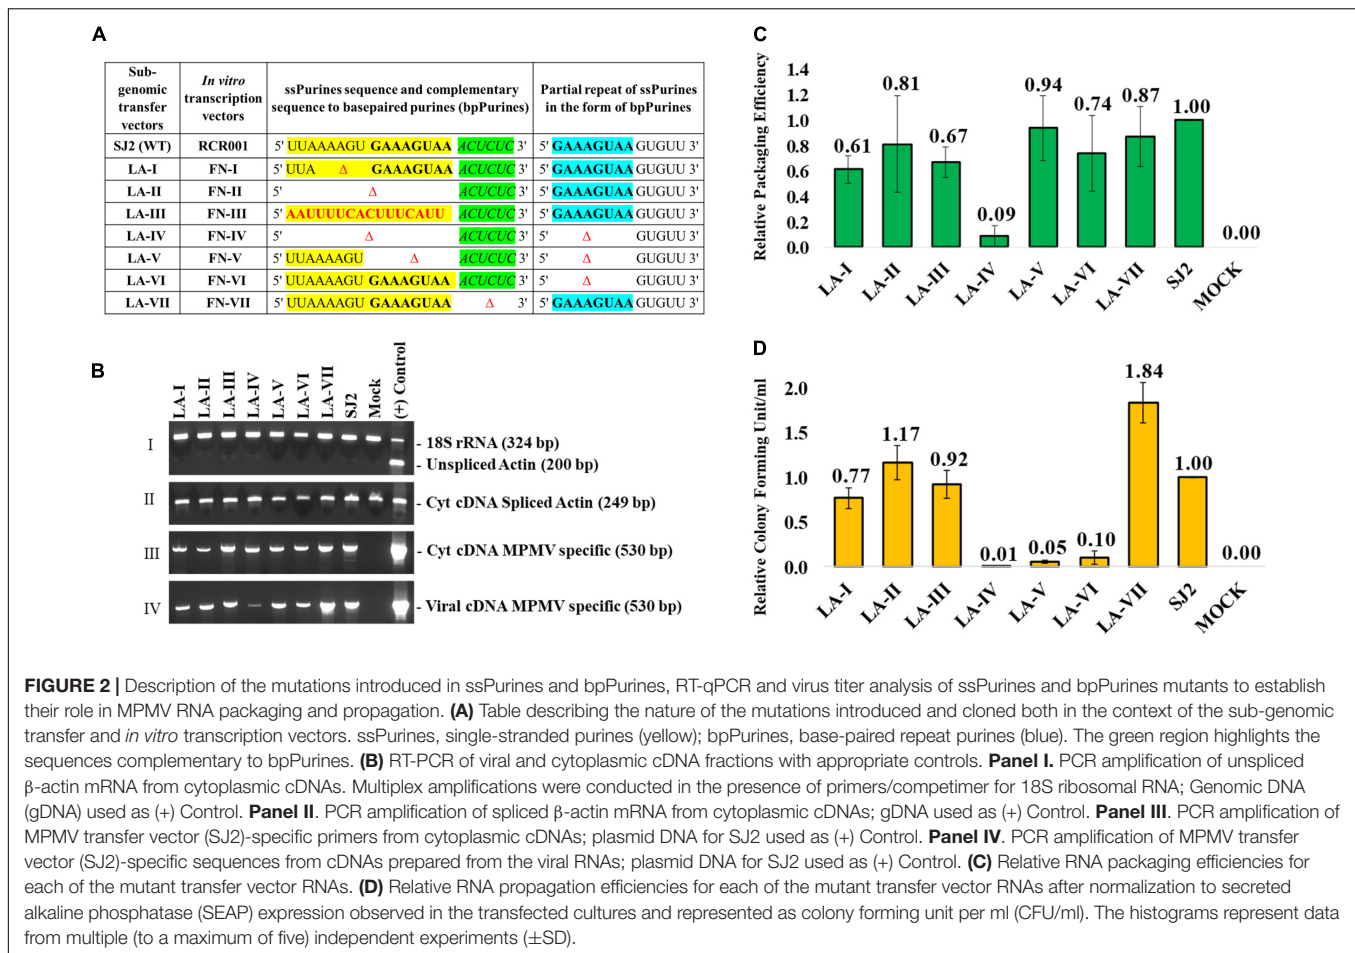 A
Sub-genomic transfer vectors | In vitro transcription vectors | ssPurines sequence and complementary sequence to basepaired purines (bpPurines) | Partial repeat of ssPurines in the form of bpPurines
SJ2 (WT) | RCR001 | 5' UUAAAAGU GAAAGUAA ACUCUC 3' | 5' GAAAGUAA GUGUU 3'
LA-I | FN-I | 5' UUA Δ GAAAGUAA ACUCUC 3' | 5' GAAAGUAA GUGUU 3'
LA-II | FN-II | 5' Δ ACUCUC 3' | 5' GAAAGUAA GUGUU 3'
LA-III | FN-III | 5' AAUUUUCACUUUCAUU ACUCUC 3' | 5' GAAAGUAA GUGUU 3'
LA-IV | FN-IV | 5' Δ ACUCUC 3' | 5' Δ GUGUU 3'
LA-V | FN-V | 5' UUAAAAGU Δ ACUCUC 3' | 5' Δ GUGUU 3'
LA-VI | FN-VI | 5' UUAAAAGU GAAAGUAA ACUCUC 3' | 5' Δ GUGUU 3'
LA-VII | FN-VII | 5' UUAAAAGU GAAAGUAA Δ 3' | 5' GAAAGUAA GUGUU 3'
B
LA-I LA-II LA-III LA-IV LA-V LA-VI LA-VII SJ2 Mock (+) Control
I
- 18S rRNA (324 bp)
- Unspliced Actin (200 bp)
II
- Cyt cDNA Spliced Actin (249 bp)
III
- Cyt cDNA MPMV specific (530 bp)
IV
- Viral cDNA MPMV specific (530 bp)
C
Relative Packaging Efficiency
1.4
1.2
1.0
0.8
0.6
0.4
0.2
0.0
0.61 0.81 0.67 0.09 0.94 0.74 0.87 1.00 0.00
LA-I LA-II LA-III LA-IV LA-V LA-VI LA-VII SJ2 MOCK
D
Relative Colony Forming Unit/ml
2.0
1.5
1.0
0.5
0.0
0.77 1.17 0.92 0.01 0.05 0.10 1.84 1.00 0.00
LA-I LA-II LA-III LA-IV LA-V LA-VI LA-VII SJ2 MOCK
FIGURE 2 | Description of the mutations introduced in ssPurines and bpPurines, RT-qPCR and virus titer analysis of ssPurines and bpPurines mutants to establish
their role in MPMV RNA packaging and propagation. (A) Table describing the nature of the mutations introduced and cloned both in the context of the sub-genomic
transfer and in vitro transcription vectors. ssPurines, single-stranded purines (yellow); bpPurines, base-paired repeat purines (blue). The green region highlights the
sequences complementary to bpPurines. (B) RT-PCR of viral and cytoplasmic cDNA fractions with appropriate controls. Panel I. PCR amplification of unspliced
β-actin mRNA from cytoplasmic cDNAs. Multiplex amplifications were conducted in the presence of primers/competimer for 18S ribosomal RNA; Genomic DNA
(gDNA) used as (+) Control. Panel II. PCR amplification of spliced β-actin mRNA from cytoplasmic cDNAs; gDNA used as (+) Control. Panel III. PCR amplification of
MPMV transfer vector (SJ2)-specific primers from cytoplasmic cDNAs; plasmid DNA for SJ2 used as (+) Control. Panel IV. PCR amplification of MPMV transfer
vector (SJ2)-specific sequences from cDNAs prepared from the viral RNAs; plasmid DNA for SJ2 used as (+) Control. (C) Relative RNA packaging efficiencies for
each of the mutant transfer vector RNAs. (D) Relative RNA propagation efficiencies for each of the mutant transfer vector RNAs after normalization to secreted
alkaline phosphatase (SEAP) expression observed in the transfected cultures and represented as colony forming unit per ml (CFU/ml). The histograms represent data
from multiple (to a maximum of five) independent experiments (±SD).